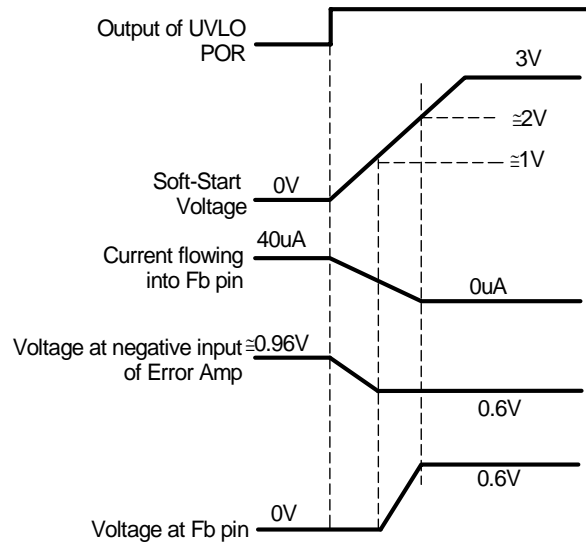 Output of UVLO
POR
3V
≅2V
≅1V
0V
Soft-Start
Voltage
40uA
Current flowing
into Fb pin
0uA
Voltage at negative input
of Error Amp
≅0.96V
0.6V
0.6V
0V
Voltage at Fb pin